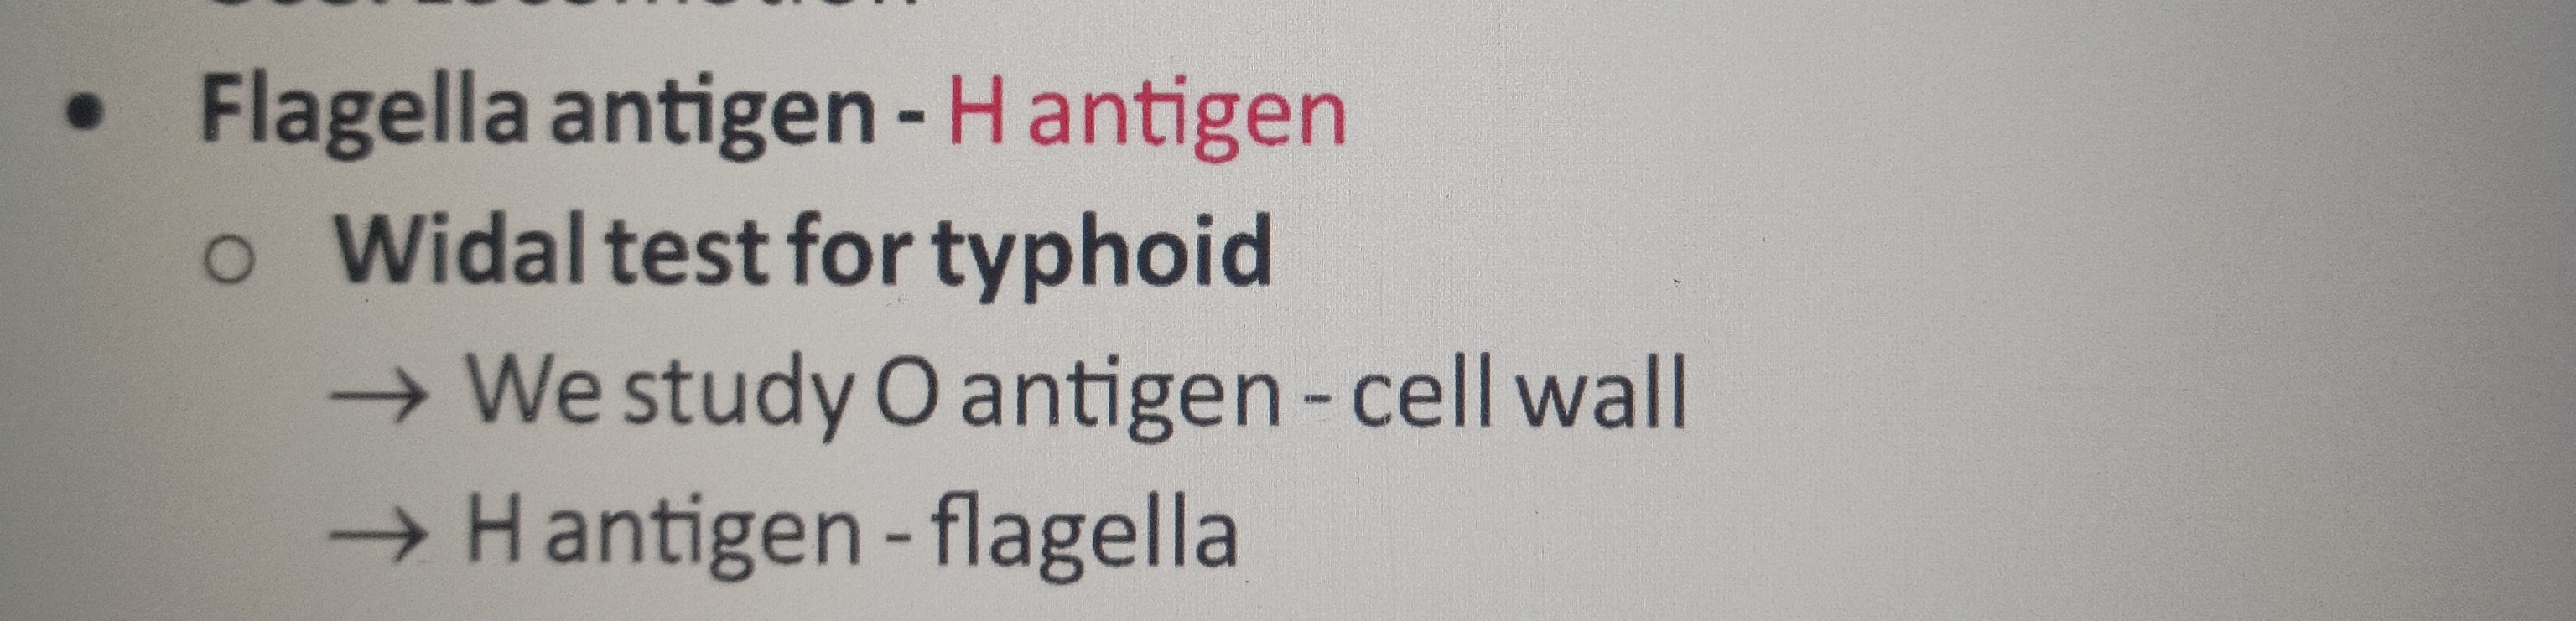 • Flagella antigen - H antigen
○ Widal test for typhoid
→ We study O antigen - cell wall
→ H antigen - flagella